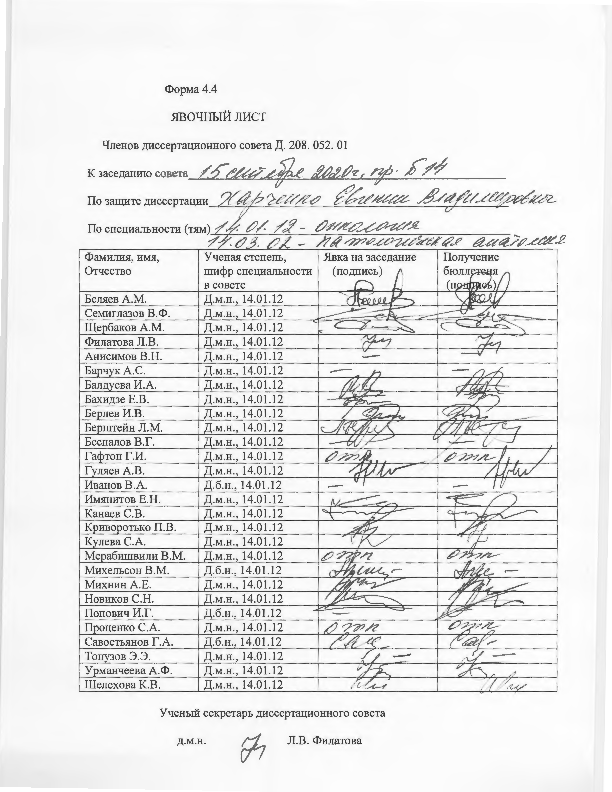 Форма 4.4
ЯВОЧНЫЙ ЛИСТ
Членов диссертационного совета Д. 208. 052. 01
К заседанию совета 15 сентября 2020г, пр. Б 14
По защите диссертации Харченко Евгении Владимировны
По специальности (тям) 14.01.12 - онкология
14.03.02 - патологическая анатомия
Фамилия, имя, Отчество Ученая степень, шифр специальности в совете Явка на заседание (подпись) Получение бюллетеня (подпись)
Беляев А.М. Д.м.н., 14.01.12
Семиглазов В.Ф. Д.м.н., 14.01.12
Щербаков А.М. Д.м.н., 14.01.12
Филатова Л.В. Д.м.н., 14.01.12
Анисимов В.Н. Д.м.н., 14.01.12 — —
Барчук А.С. Д.м.н., 14.01.12 — —
Балдуева И.А. Д.м.н., 14.01.12
Бахидзе Е.В. Д.м.н., 14.01.12
Берлев И.В. Д.м.н., 14.01.12
Берштейн Л.М. Д.м.н., 14.01.12
Беспалов В.Г. Д.м.н., 14.01.12
Гафтон Г.И. Д.м.н., 14.01.12 отп отп
Гуляев А.В. Д.м.н., 14.01.12
Иванов В.А. Д.б.н., 14.01.12 — —
Имянитов Е.Н. Д.м.н., 14.01.12
Канаев С.В. Д.м.н., 14.01.12
Криворотько П.В. Д.м.н., 14.01.12
Кулева С.А. Д.м.н., 14.01.12
Мерабишвили В.М. Д.м.н., 14.01.12 отп отп
Михельсон В.М. Д.б.н., 14.01.12
Михнин А.Е. Д.м.н., 14.01.12
Новиков С.Н. Д.м.н., 14.01.12
Попович И.Г. Д.б.н., 14.01.12
Проценко С.А. Д.м.н., 14.01.12 отп отп
Савостьянов Г.А. Д.б.н., 14.01.12
Топузов Э.Э. Д.м.н., 14.01.12
Урманчеева А.Ф. Д.м.н., 14.01.12
Шелехова К.В. Д.м.н., 14.01.12
Ученый секретарь диссертационного совета
д.м.н. Л.В. Филатова